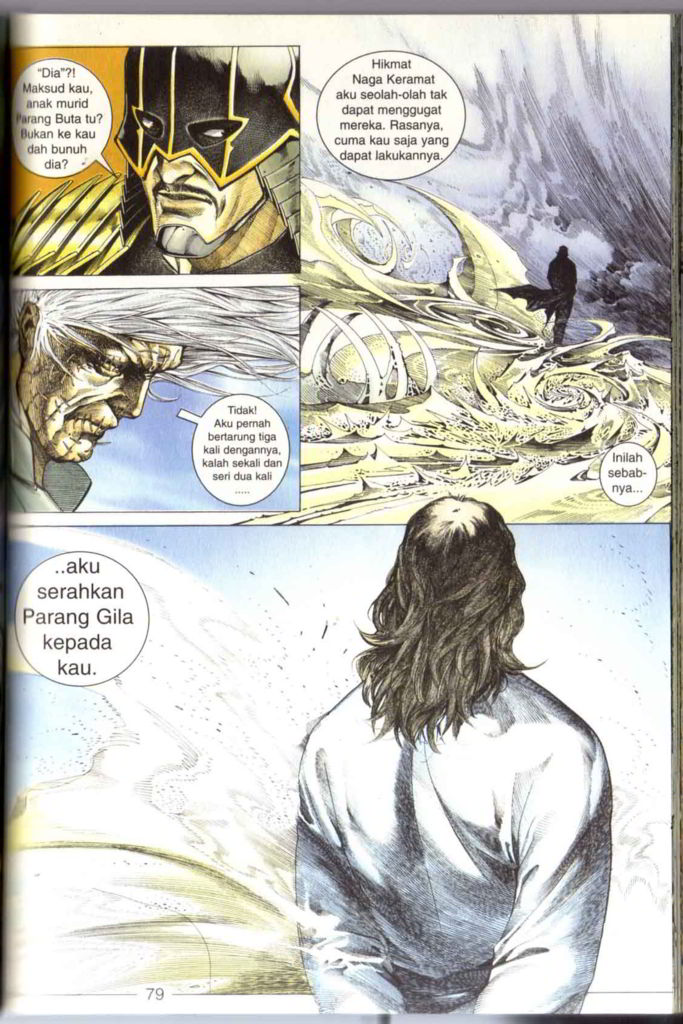 "Dia"?!
Maksud kau,
anak murid
Parang Buta tu?
Bukan ke kau
dah bunuh
dia?
Tidak!
Aku pernah
bertarung tiga
kali dengannya,
kalah sekali dan
seri dua kali
.....
Hikmat
Naga Keramat
aku seolah-olah tak
dapat menggugat
mereka. Rasanya,
cuma kau saja yang
dapat lakukannya.
Inilah
sebab-
nya...
..aku
serahkan
Parang Gila
kepada
kau.
79